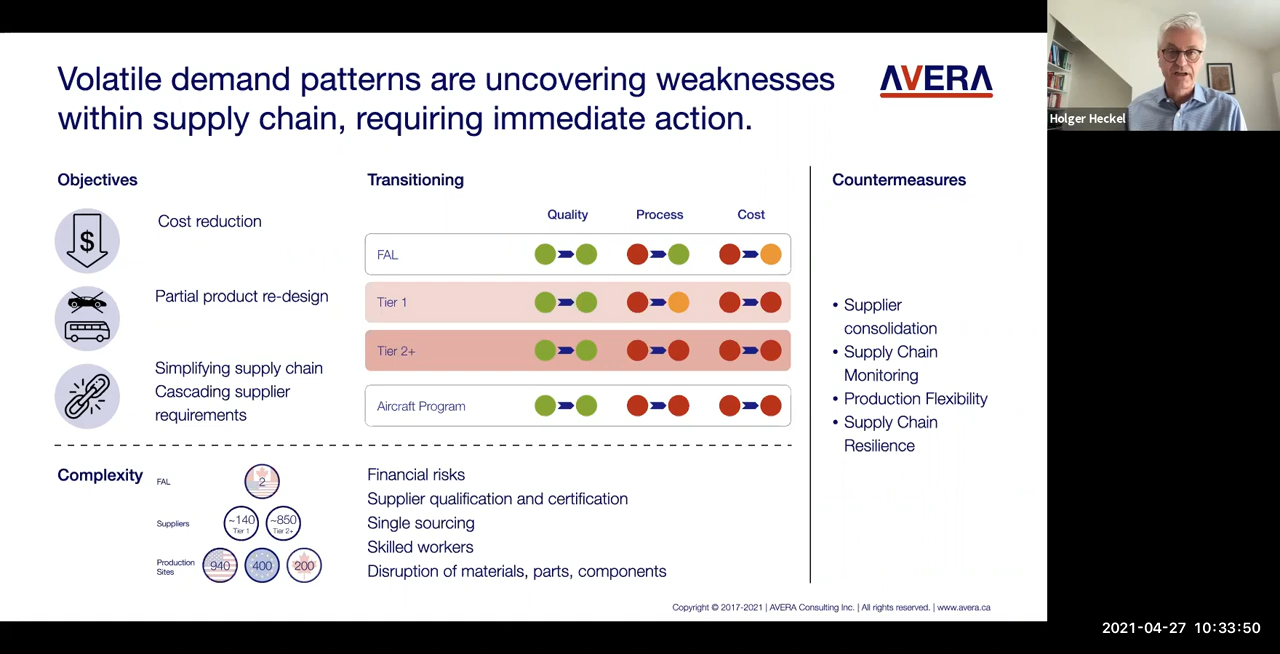 Volatile demand patterns are uncovering weaknesses
within supply chain, requiring immediate action.
AVERA
Holger Heckel
Objectives
Cost reduction
$
Partial product re-design
Simplifying supply chain
Cascading supplier
requirements
Transitioning
Quality Process Cost
FAL
Tier 1
Tier 2+
Aircraft Program
Countermeasures
• Supplier
consolidation
• Supply Chain
Monitoring
• Production Flexibility
• Supply Chain
Resilience
Complexity
FAL
2
Suppliers
~140
Tier 1
~850
Tier 2+
Production
Sites
940
400
200
Financial risks
Supplier qualification and certification
Single sourcing
Skilled workers
Disruption of materials, parts, components
Copyright © 2017-2021 | AVERA Consulting Inc. | All rights reserved. | www.avera.ca
2021-04-27 10:33:50